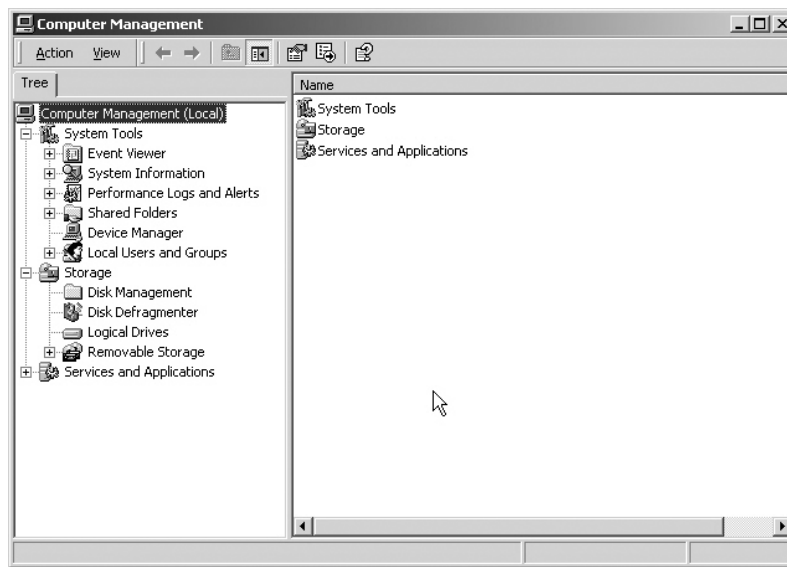 Computer Management
Action View
Tree
Name
Computer Management (Local)
System Tools
Event Viewer
System Information
Performance Logs and Alerts
Shared Folders
Device Manager
Local Users and Groups
Storage
Disk Management
Disk Defragmenter
Logical Drives
Removable Storage
Services and Applications
System Tools
Storage
Services and Applications